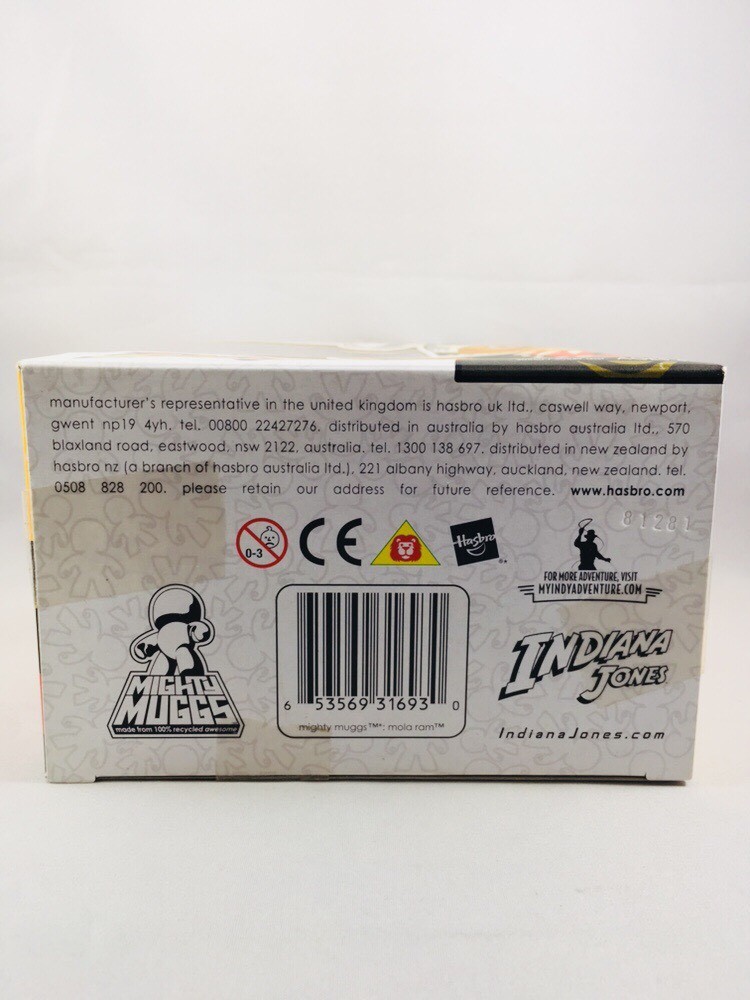 manufacturer's representative in the united kingdom is hasbro uk ltd., caswell way, newport,
gwent np19 4yh. tel. 00800 22427276. distributed in australia by hasbro australia ltd., 570
blaxland road, eastwood, nsw 2122, australia. tel. 1300 138 697. distributed in new zealand by
hasbro nz (a branch of hasbro australia ltd.), 221 albany highway, auckland, new zealand. tel.
0508 828 200. please retain our address for future reference. www.hasbro.com
81281
0-3
CE
Hasbro
FOR MORE ADVENTURE, VISIT
MYINDYADVENTURE.COM
MIGHTY
MUGGS
made from 100% recycled awesome
6 53569 31693 0
mighty muggs™*: mola ram™
INDIANA
JONES
IndianaJones.com